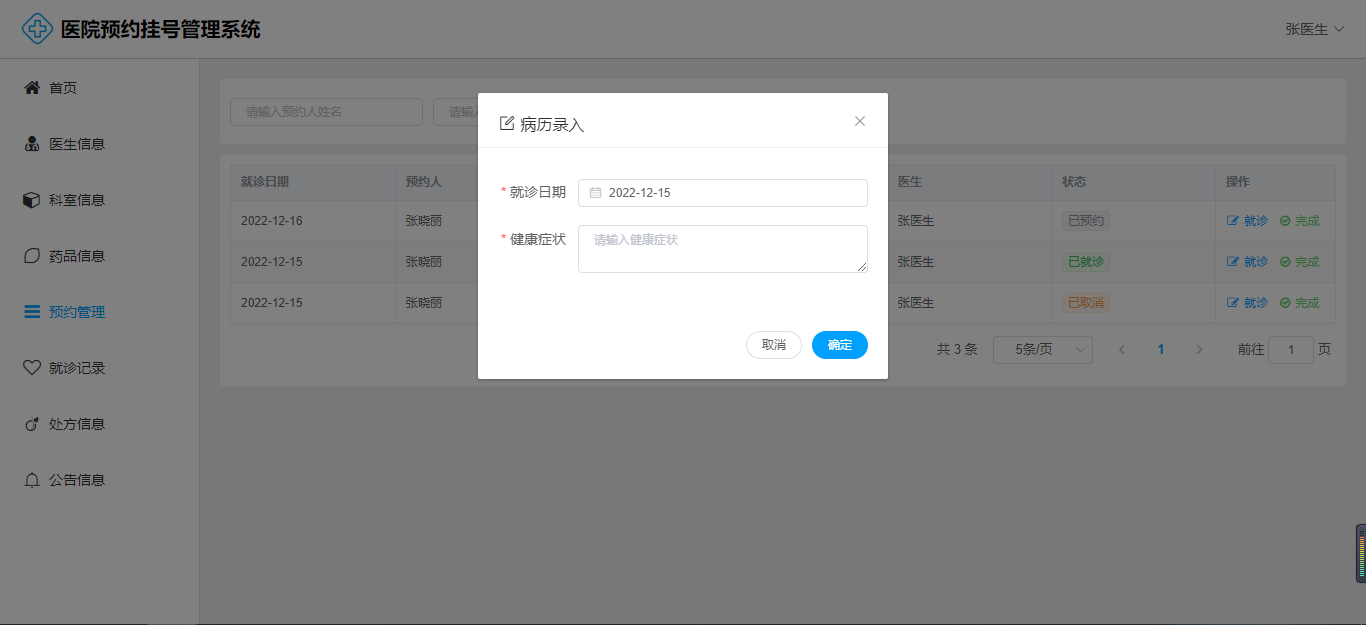 医院预约挂号管理系统
张医生
首页
医生信息
科室信息
药品信息
预约管理
就诊记录
处方信息
公告信息
请输入预约人姓名
请输入
就诊日期 预约人 医生 状态 操作
2022-12-16 张晓丽 张医生 已预约 就诊 完成
2022-12-15 张晓丽 张医生 已就诊 就诊 完成
2022-12-15 张晓丽 张医生 已取消 就诊 完成
共 3 条 5条/页 1 前往 1 页
病历录入
* 就诊日期 2022-12-15
* 健康症状 请输入健康症状
取消 确定